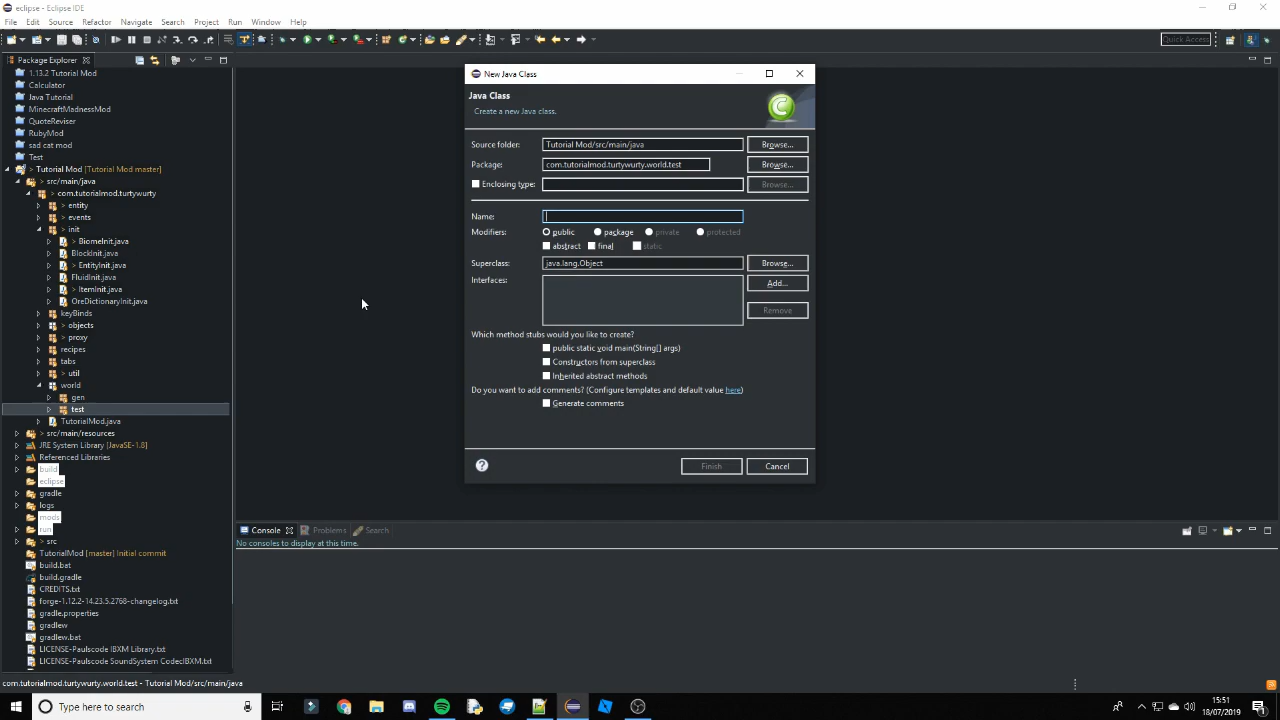 eclipse - Eclipse IDE
File Edit Source Refactor Navigate Search Project Run Window Help
Quick Access
Package Explorer
1.13.2 Tutorial Mod
Calculator
Java Tutorial
MinecraftMadnessMod
QuoteReviser
RubyMod
sad cat mod
Test
> Tutorial Mod [Tutorial Mod master]
> src/main/java
> com.tutorialmod.turtywurty
> entity
> events
> init
> BiomeInit.java
BlockInit.java
> EntityInit.java
FluidInit.java
> ItemInit.java
OreDictionaryInit.java
keyBinds
> objects
> proxy
recipes
tabs
> util
world
gen
test
TutorialMod.java
> src/main/resources
JRE System Library [JavaSE-1.8]
Referenced Libraries
build
eclipse
gradle
logs
mods
run
> src
TutorialMod [master] Initial commit
build.bat
build.gradle
CREDITS.txt
forge-1.12.2-14.23.5.2768-changelog.txt
gradle.properties
gradlew
gradlew.bat
LICENSE-Paulscode IBXM Library.txt
LICENSE-Paulscode SoundSystem CodecIBXM.txt
New Java Class
Java Class
Create a new Java class.
Source folder: Tutorial Mod/src/main/java Browse...
Package: com.tutorialmod.turtywurty.world.test Browse...
Enclosing type: Browse...
Name:
Modifiers: public package private protected
abstract final static
Superclass: java.lang.Object Browse...
Interfaces: Add...
Remove
Which method stubs would you like to create?
public static void main(String[] args)
Constructors from superclass
Inherited abstract methods
Do you want to add comments? (Configure templates and default value here)
Generate comments
Finish Cancel
Console Problems Search
No consoles to display at this time.
com.tutorialmod.turtywurty.world.test - Tutorial Mod/src/main/java
Type here to search
15:51
18/07/2019